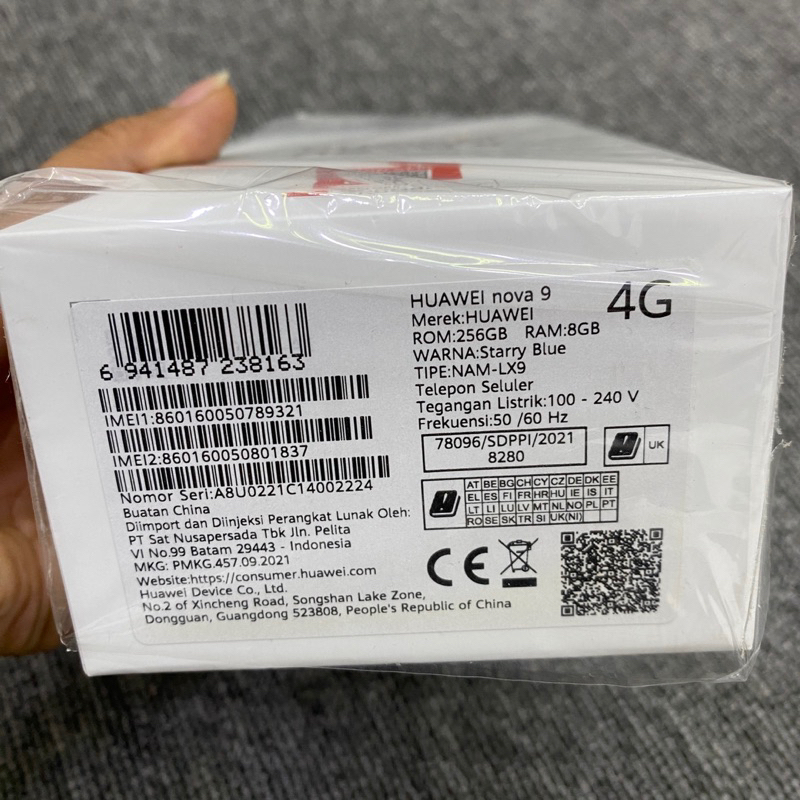 6 941487 238163
IMEI1:860160050789321
IMEI2:860160050801837
Nomor Seri:A8U0221C14002224
Buatan China
Diimport dan Diinjeksi Perangkat Lunak Oleh:
PT Sat Nusapersada Tbk Jln. Pelita
VI No.99 Batam 29443 - Indonesia
MKG: PMKG.457.09.2021
Website:https://consumer.huawei.com
Huawei Device Co., Ltd.
No.2 of Xincheng Road, Songshan Lake Zone,
Dongguan, Guangdong 523808, People's Republic of China
HUAWEI nova 9
4G
Merek:HUAWEI
ROM:256GB RAM:8GB
WARNA:Starry Blue
TIPE:NAM-LX9
Telepon Seluler
Tegangan Listrik:100 - 240 V
Frekuensi:50 /60 Hz
78096/SDPPI/2021
8280
UK
AT BE BG CH CY CZ DE DK EE
EL ES FI FR HR HU IE IS IT
LT LI LU LV MT NL NO PL PT
RO SE SK TR SI UK(NI)
CE